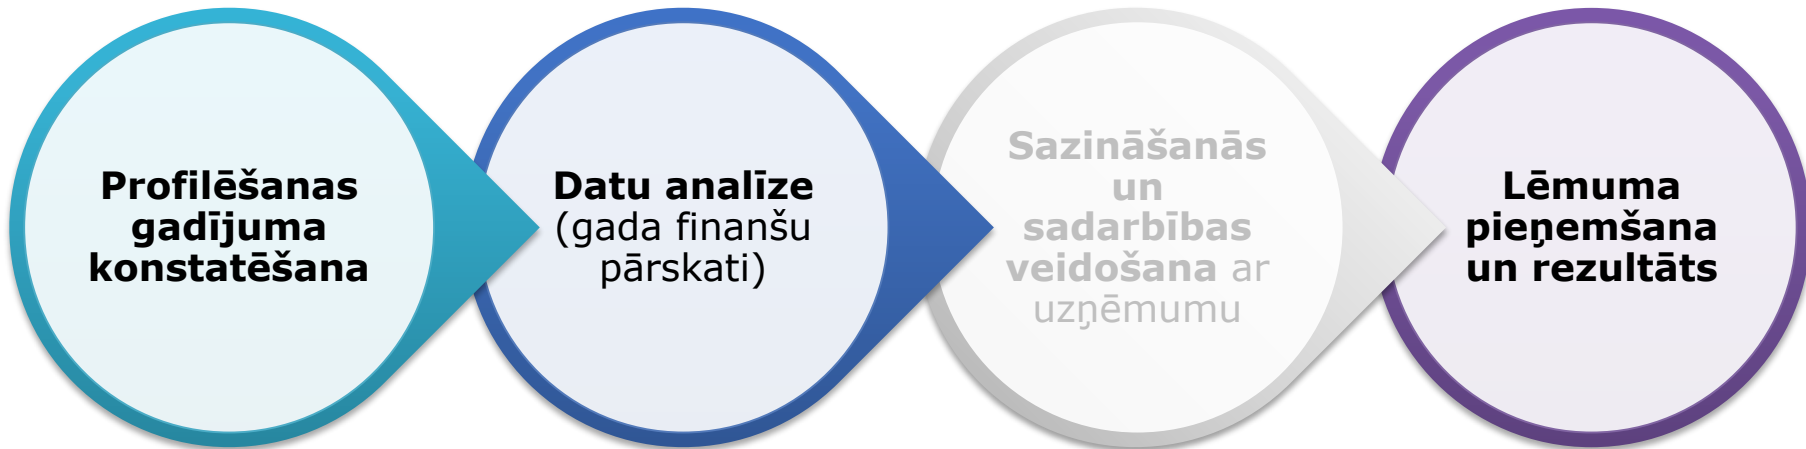 Profilēšanas
gadījuma
konstatēšana
Datu analīze
(gada finanšu
pārskati)
Sazināšanās
un
sadarbības
veidošana ar
uzņēmumu
Lēmuma
pieņemšana
un rezultāts